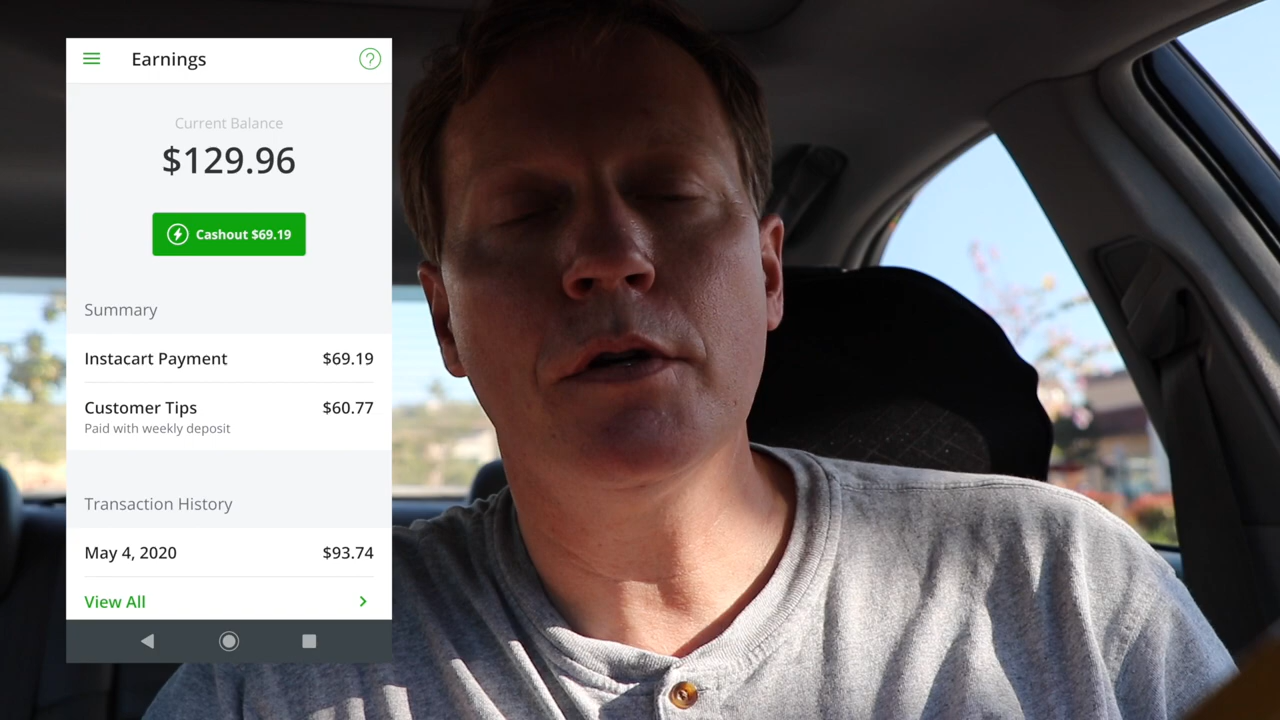 Earnings
?
Current Balance
$129.96
Cashout $69.19
Summary
Instacart Payment $69.19
Customer Tips $60.77
Paid with weekly deposit
Transaction History
May 4, 2020 $93.74
View All